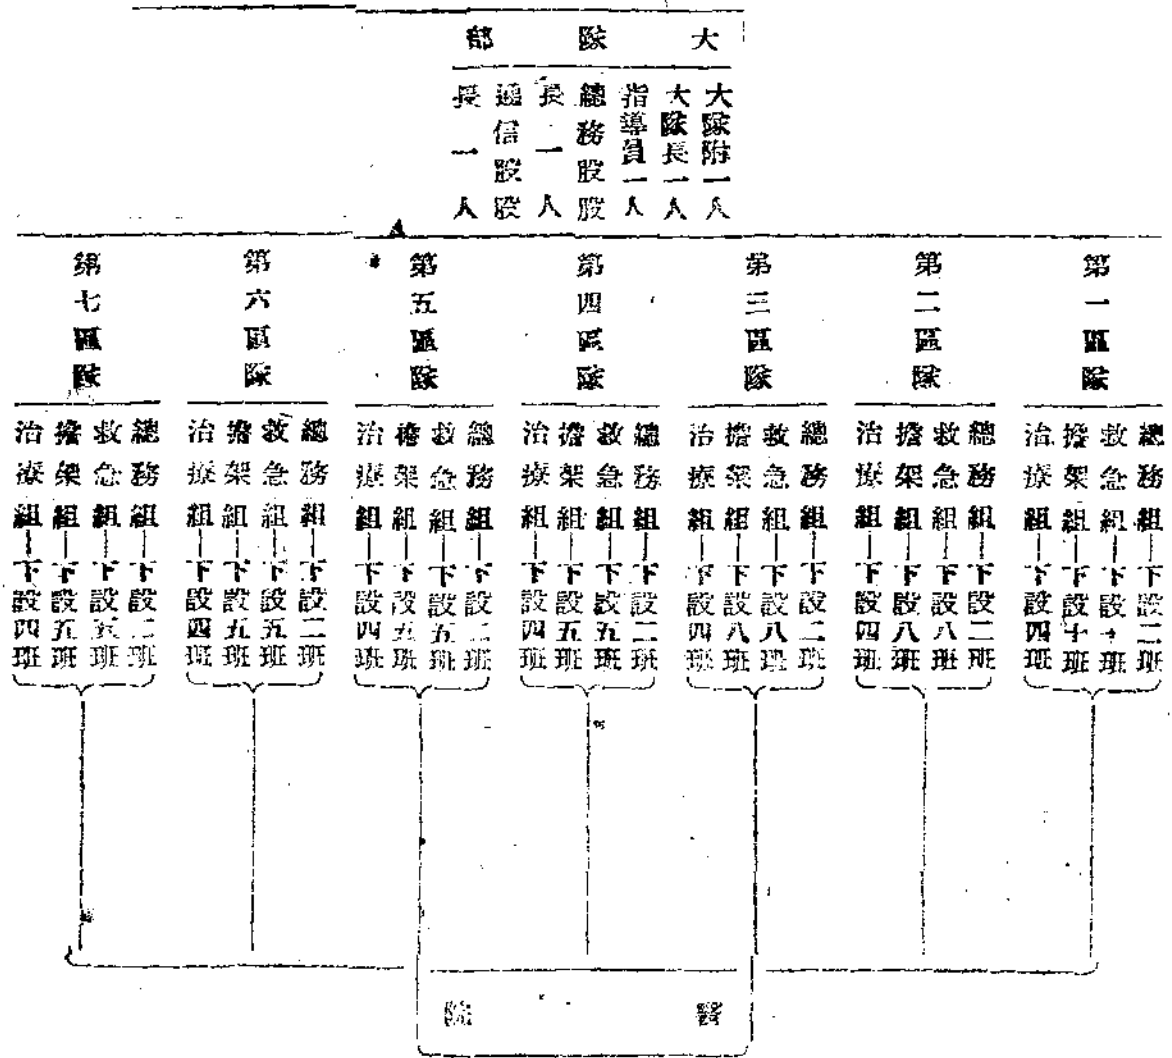 大隊部
大隊附一人
大隊長一人
指導員一人
總務股股
長一人
通信股股
長一人
第一區隊
總務組—下設二班
救急組—下設十班
擔架組—下設十班
治療組—下設四班
第二區隊
總務組—下設二班
救急組—下設八班
擔架組—下設八班
治療組—下設四班
第三區隊
總務組—下設二班
救急組—下設八班
擔架組—下設八班
治療組—下設四班
第四區隊
總務組—下設二班
救急組—下設五班
擔架組—下設五班
治療組—下設四班
第五區隊
總務組—下設二班
救急組—下設五班
擔架組—下設五班
治療組—下設四班
第六區隊
總務組—下設二班
救急組—下設五班
擔架組—下設五班
治療組—下設四班
第七區隊
總務組—下設二班
救急組—下設五班
擔架組—下設五班
治療組—下設四班
醫院